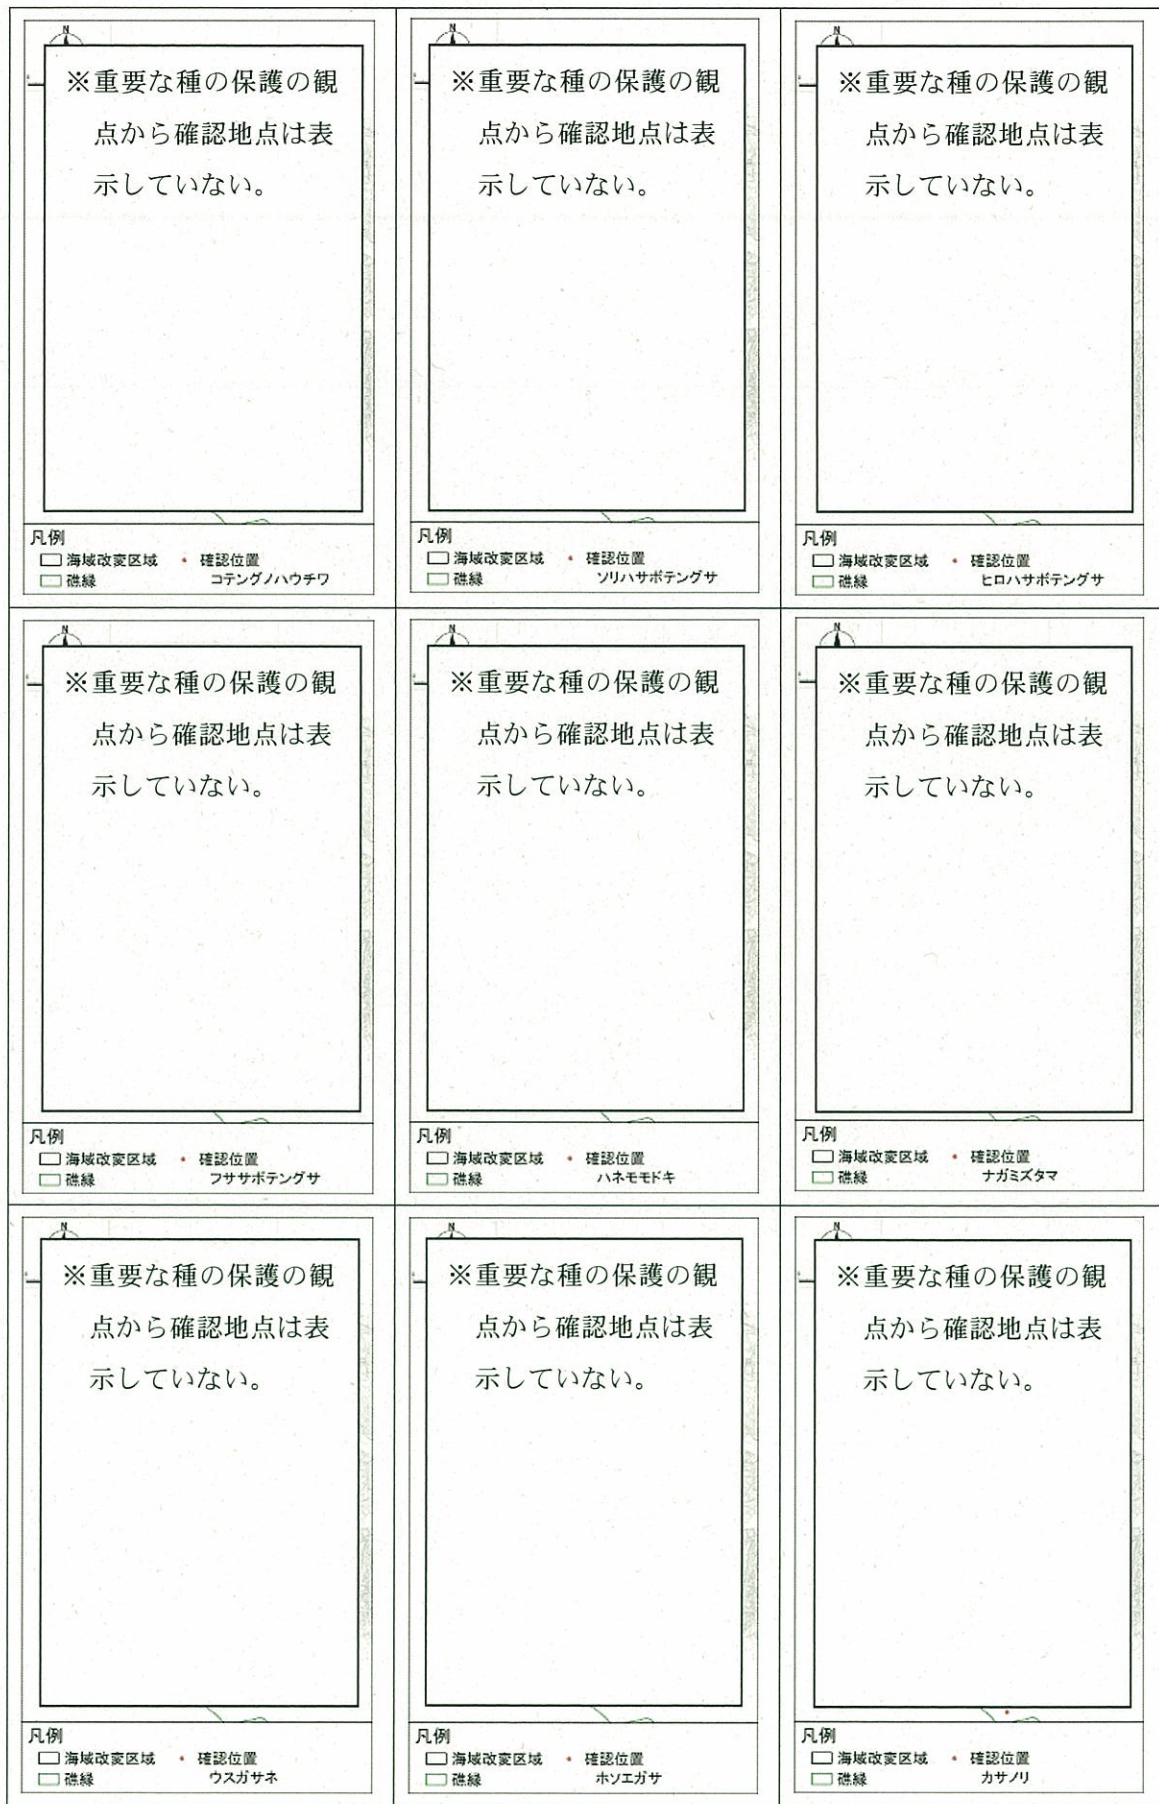 N
※重要な種の保護の観
点から確認地点は表
示していない。
凡例
海域改変区域 ・ 確認位置
礁縁 コテングノハウチワ
N
※重要な種の保護の観
点から確認地点は表
示していない。
凡例
海域改変区域 ・ 確認位置
礁縁 ソリハサボテングサ
N
※重要な種の保護の観
点から確認地点は表
示していない。
凡例
海域改変区域 ・ 確認位置
礁縁 ヒロハサボテングサ
N
※重要な種の保護の観
点から確認地点は表
示していない。
凡例
海域改変区域 ・ 確認位置
礁縁 フササボテングサ
N
※重要な種の保護の観
点から確認地点は表
示していない。
凡例
海域改変区域 ・ 確認位置
礁縁 ハネモモドキ
N
※重要な種の保護の観
点から確認地点は表
示していない。
凡例
海域改変区域 ・ 確認位置
礁縁 ナガミズタマ
N
※重要な種の保護の観
点から確認地点は表
示していない。
凡例
海域改変区域 ・ 確認位置
礁縁 ウスガサネ
N
※重要な種の保護の観
点から確認地点は表
示していない。
凡例
海域改変区域 ・ 確認位置
礁縁 ホソエガサ
N
※重要な種の保護の観
点から確認地点は表
示していない。
凡例
海域改変区域 ・ 確認位置
礁縁 カサノリ